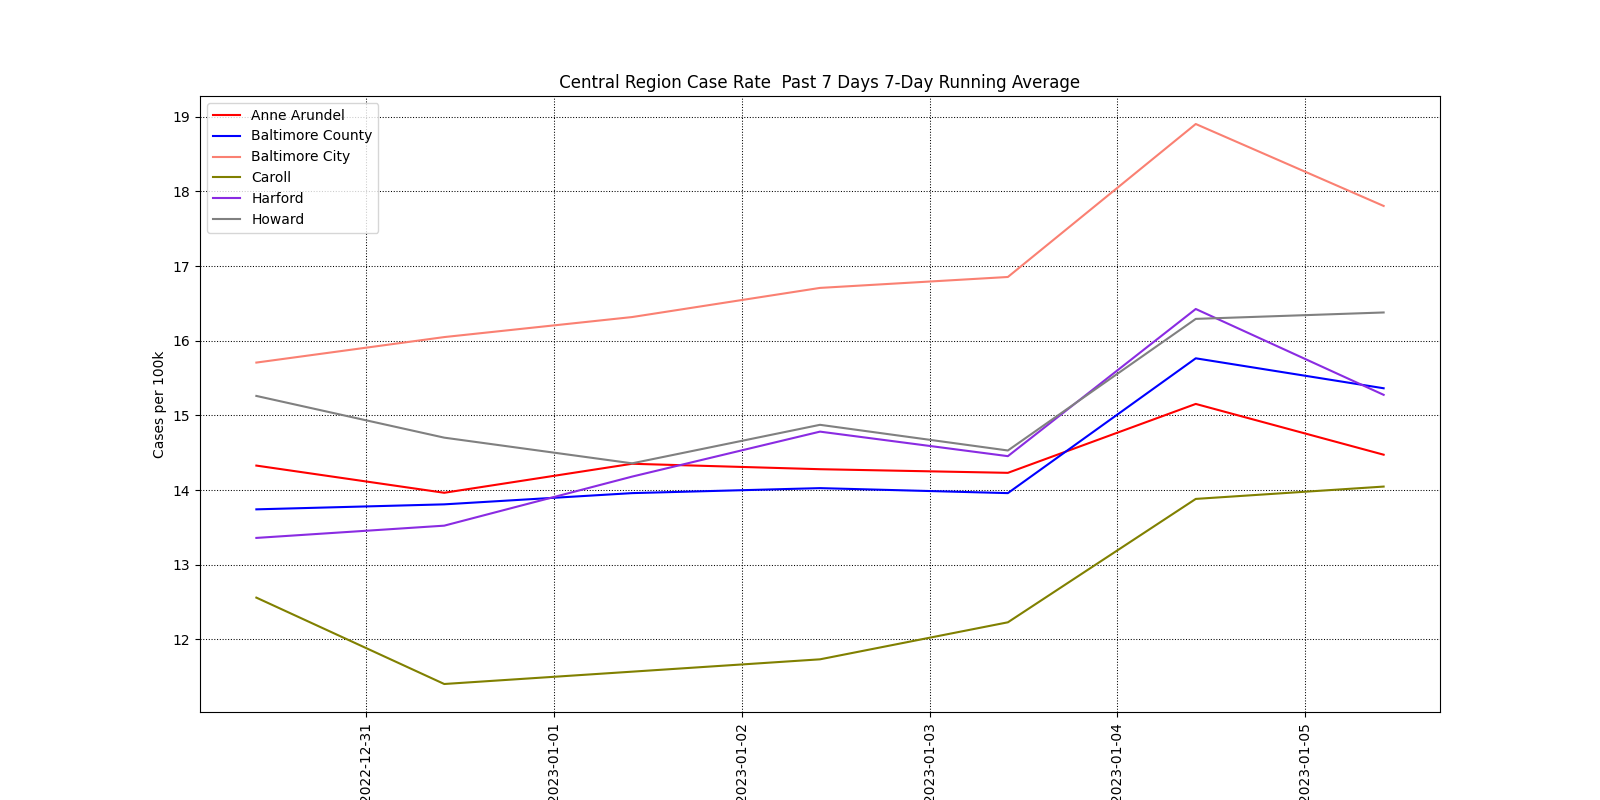 Central Region Case Rate  Past 7 Days 7-Day Running Average
Anne Arundel
Baltimore County
Baltimore City
Caroll
Harford
Howard
Cases per 100k
19
18
17
16
15
14
13
12
2022-12-31
2023-01-01
2023-01-02
2023-01-03
2023-01-04
2023-01-05